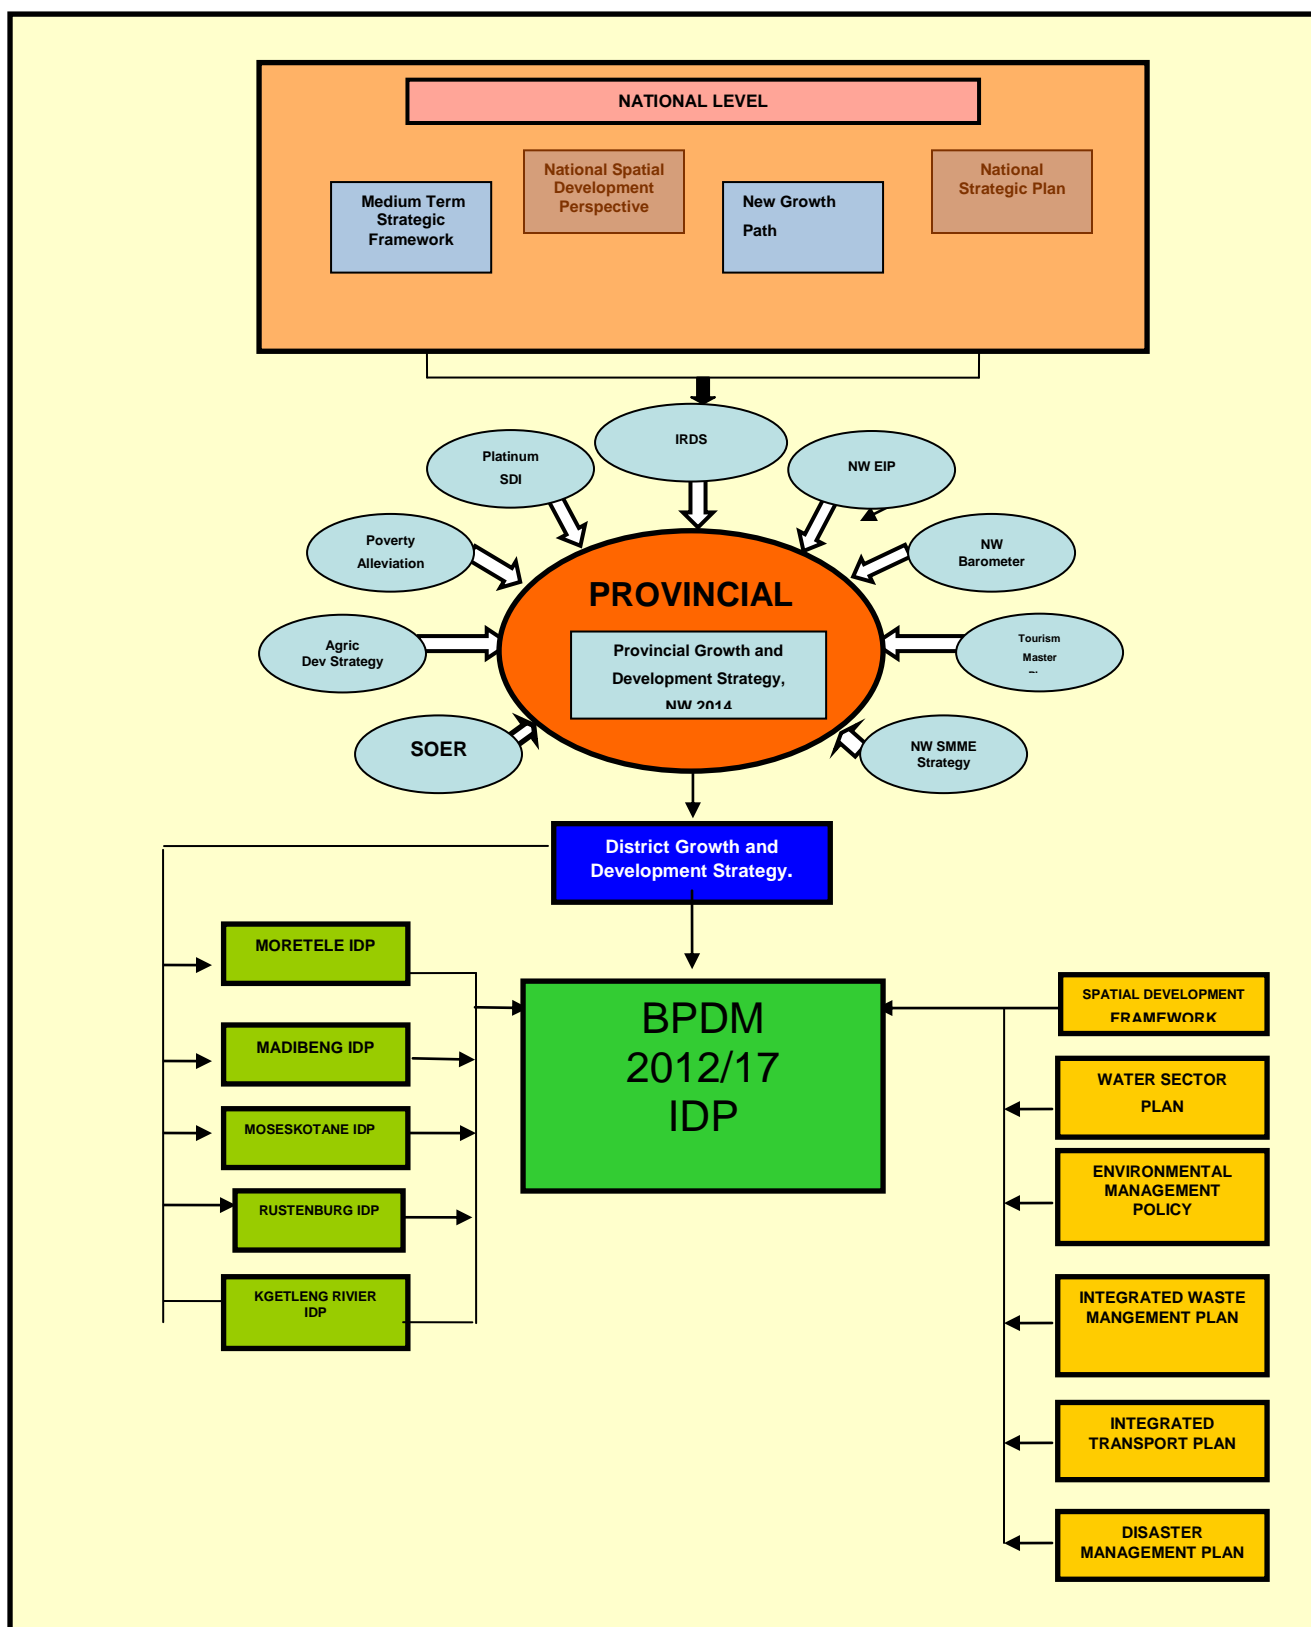 NATIONAL LEVEL
Medium Term
Strategic
Framework
National Spatial
Development
Perspective
New Growth
Path
National
Strategic Plan
IRDS
Platinum
SDI
NW EIP
Poverty
Alleviation
NW
Barometer
Agric
Dev Strategy
Tourism
Master
SOER
NW SMME
Strategy
PROVINCIAL
Provincial Growth and
Development Strategy,
NW 2014
District Growth and
Development Strategy.
MORETELE IDP
MADIBENG IDP
MOSESKOTANE IDP
RUSTENBURG IDP
KGETLENG RIVIER
IDP
BPDM
2012/17
IDP
SPATIAL DEVELOPMENT
FRAMEWORK
WATER SECTOR
PLAN
ENVIRONMENTAL
MANAGEMENT
POLICY
INTEGRATED WASTE
MANGEMENT PLAN
INTEGRATED
TRANSPORT PLAN
DISASTER
MANAGEMENT PLAN